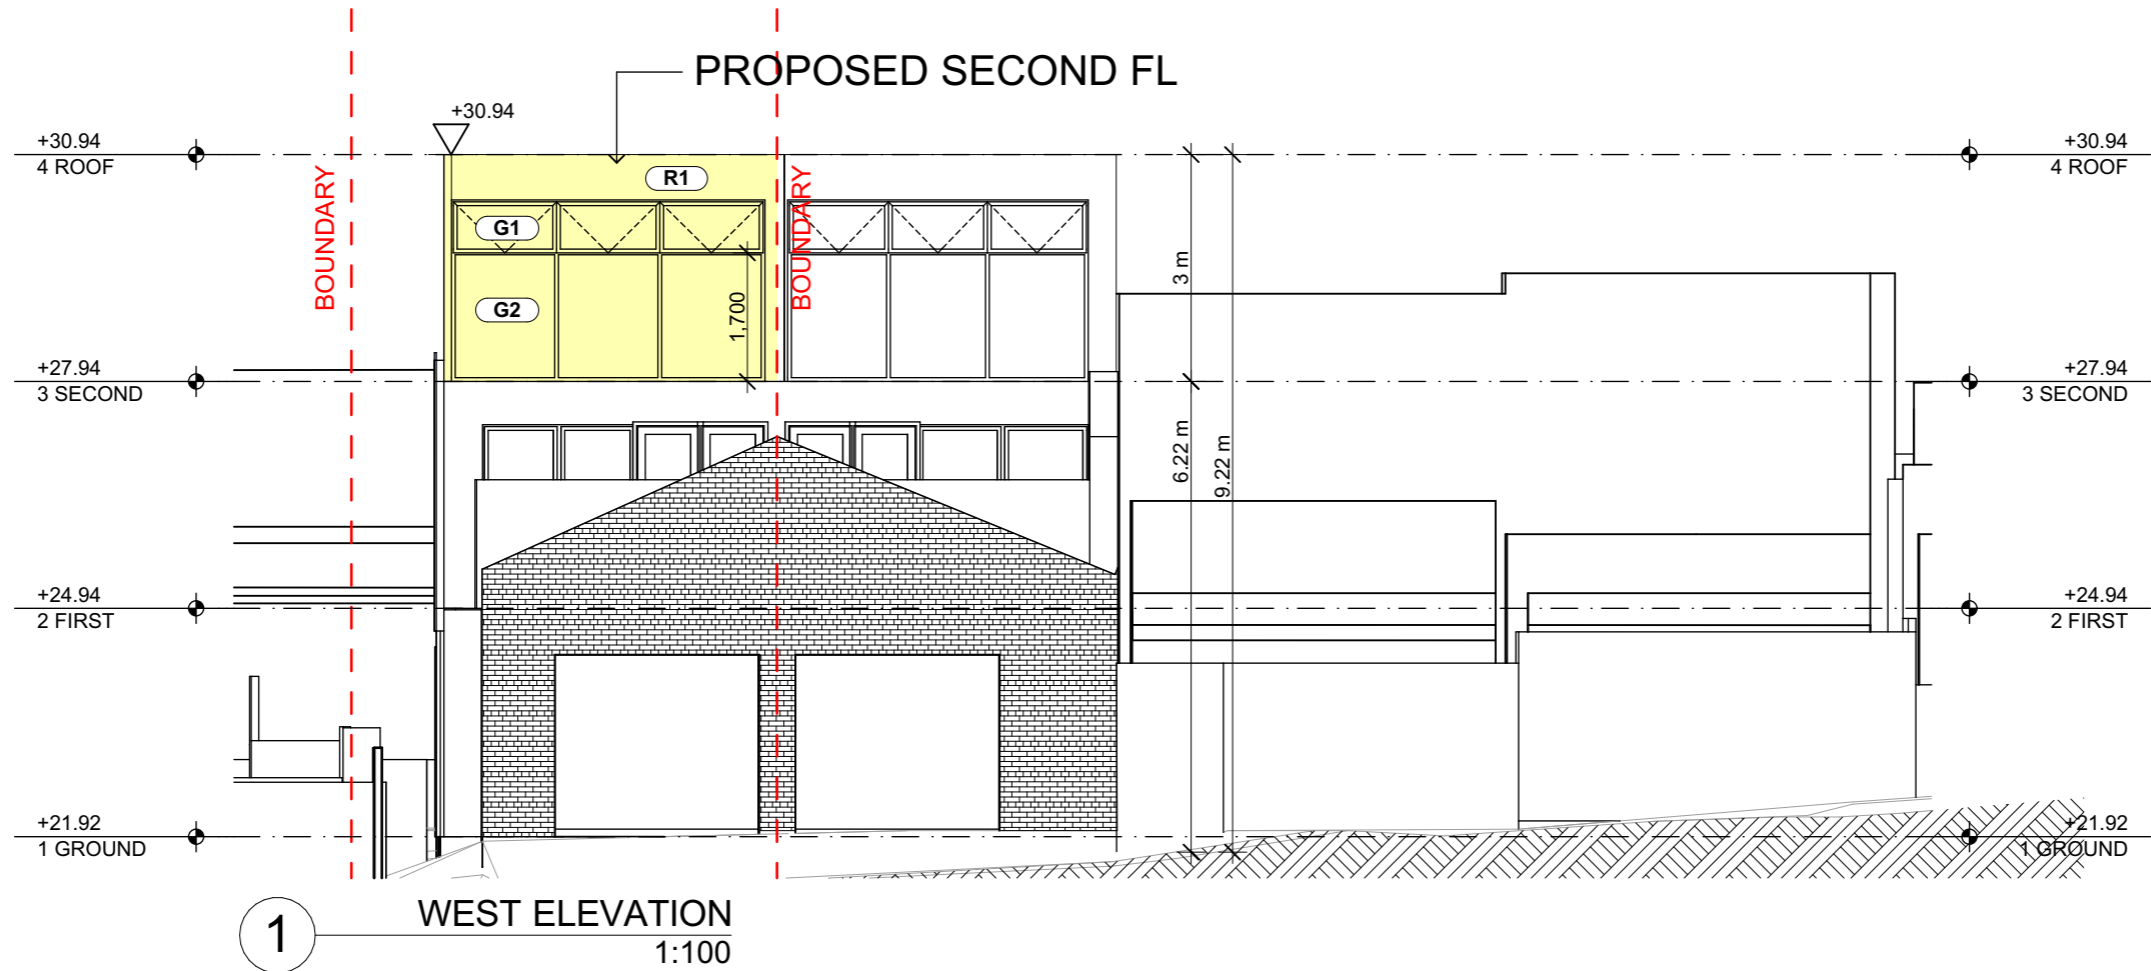 PROPOSED SECOND FL
+30.94
+30.94
4 ROOF
+30.94
4 ROOF
BOUNDARY
R1
BOUNDARY
G1
3 m
G2
1,700
+27.94
3 SECOND
+27.94
3 SECOND
6.22 m
9.22 m
+24.94
2 FIRST
+24.94
2 FIRST
+21.92
1 GROUND
+21.92
1 GROUND
1
WEST ELEVATION
1:100